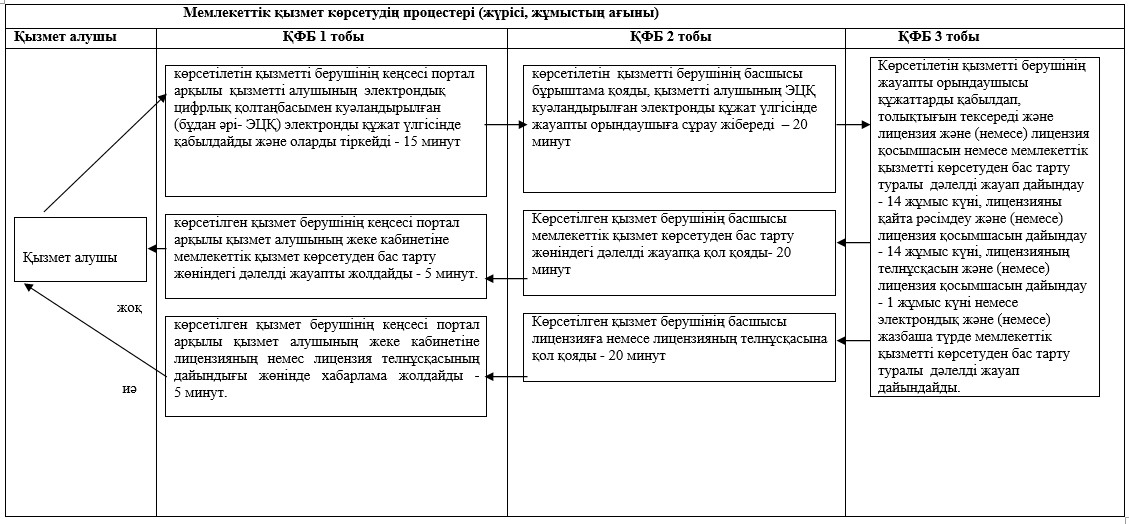 Мемлекеттік қызмет көрсетудің процестері (жүрісі, жұмыстың ағыны)
Қызмет алушы
ҚФБ 1 тобы
ҚФБ 2 тобы
ҚФБ 3 тобы
Қызмет алушы
жоқ
иә
көрсетілетін қызметті берушінің кеңсесі портал
арқылы қызметті алушының электрондық
цифрлық қолтаңбасымен куәландырылған
(бұдан әрі- ЭЦҚ) электронды құжат үлгісінде
қабылдайды және оларды тіркейді - 15 минут
көрсетілетін қызметті берушінің басшысы
бұрыштама қояды, қызметті алушының ЭЦҚ
куәландырылған электронды құжат үлгісінде
жауапты орындаушыға сұрау жібереді – 20
минут
Көрсетілетін қызметті берушінің
жауапты орындаушысы
құжаттарды қабылдап,
толықтығын тексереді және
лицензия және (немесе) лицензия
қосымшасын немесе мемлекеттік
қызметті көрсетуден бас тарту
туралы дәлелді жауап дайындау
- 14 жұмыс күні, лицензияны
қайта рәсімдеу және (немесе)
лицензия қосымшасын дайындау
- 14 жұмыс күні, лицензияның
телнұсқасын және (немесе)
лицензия қосымшасын дайындау
- 1 жұмыс күні немесе
электрондық және (немесе)
жазбаша түрде мемлекеттік
қызметті көрсетуден бас тарту
туралы дәлелді жауап
дайындайды.
көрсетілген қызмет берушінің кеңсесі портал
арқылы қызмет алушының жеке кабинетіне
мемлекеттік қызмет көрсетуден бас тарту
жөніндегі дәлелді жауапты жолдайды - 5 минут.
Көрсетілген қызмет берушінің басшысы
мемлекеттік қызмет көрсетуден бас тарту
жөніндегі дәлелді жауапқа қол қояды- 20
минут
көрсетілген қызмет берушінің кеңсесі портал
арқылы қызмет алушының жеке кабинетіне
лицензияның немес лицензия телнұсқасының
дайындығы жөнінде хабарлама жолдайды -
5 минут.
Көрсетілген қызмет берушінің басшысы
лицензияға немесе лицензияның телнұсқасына
қол қояды - 20 минут